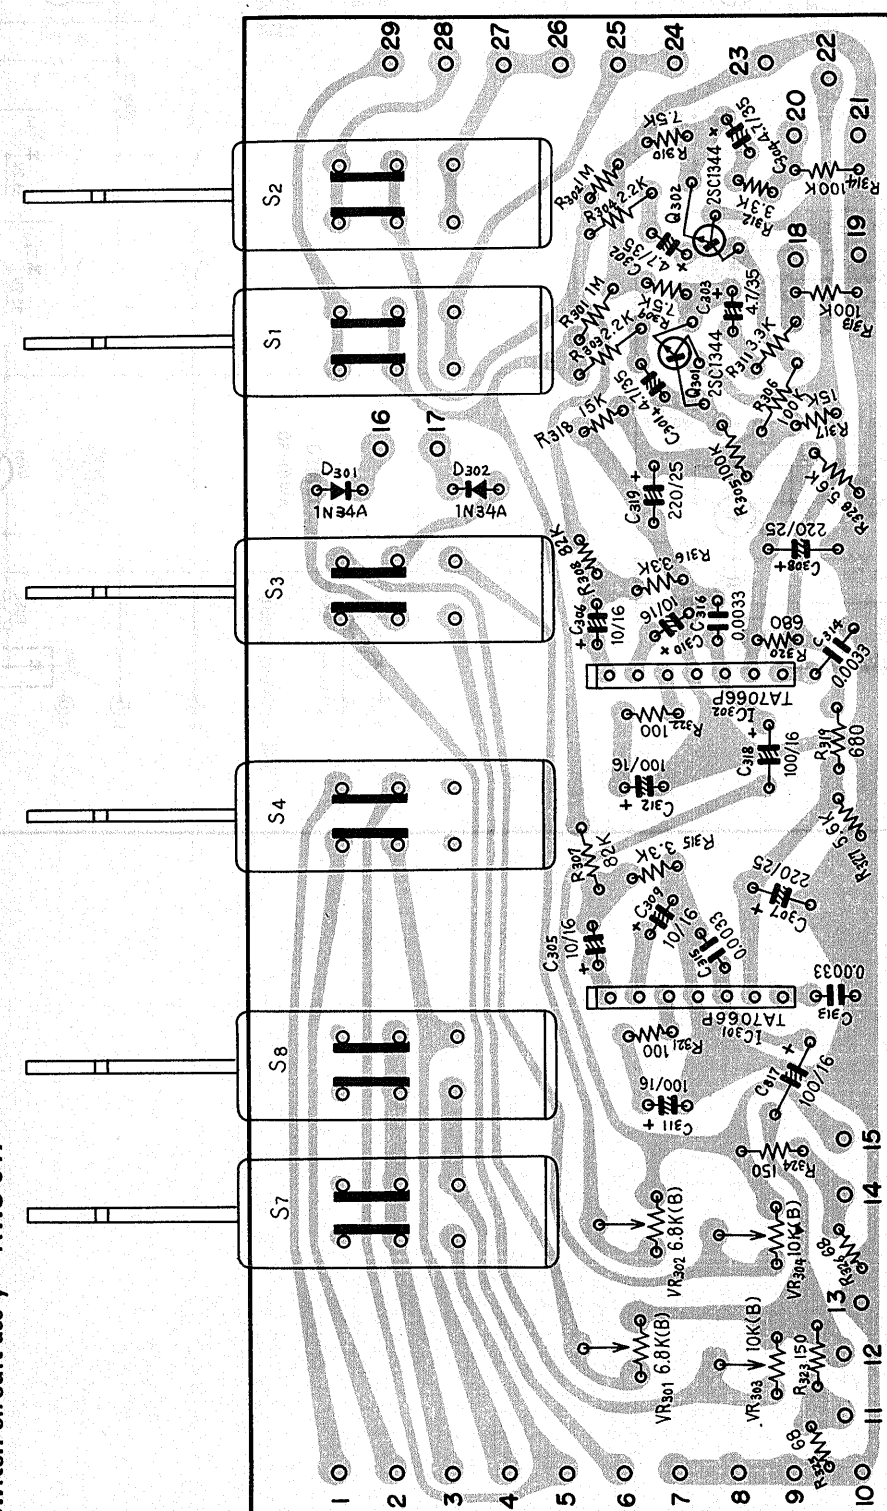 29
28
27
26
25
24
23
22
S2
R302 1M
R304 2.2K
7.5K
R310
C304 4.7/35
20
21
Q302
2SC1344
3.3K
R312
R314
100K
C302
4.7/35
+
18
19
S1
R301 1M
R303 2.2K
7.5K
R309
C303
4.7/35
+
R313
100K
Q301
2SC1344
R311 3.3K
R306
100K
C301
4.7/35
+
15K
R317
R318 15K
16
17
R305 100K
D301
1N34A
D302
1N34A
C319
220/25
+
5.6K
R328
S3
82K
R308
+ C306
10/16
R316
3.3K
10/16
C310
C316
0.0033
220/25
C308 +
680
R320
C314
0.0033
TA7066P
IC302
R322
100
C318
100/16
+
R319
680
S4
100/16
C312
+
R307
82K
R315 3.3K
5.6K
R327
220/25
C307 +
C305
10/16
+
C309
10/16
C315
0.0033
0.0033
C313
TA7066P
IC301
S8
R321
100
100/16
C311 +
C317
100/16
+
15
R324
150
14
S7
VR302 6.8K(B)
VR304 10K(B)
68
R326
13
VR301
6.8K(B)
VR303
10K(B)
R323 150
12
11
68
R325
1
2
3
4
5
6
7
8
9
10